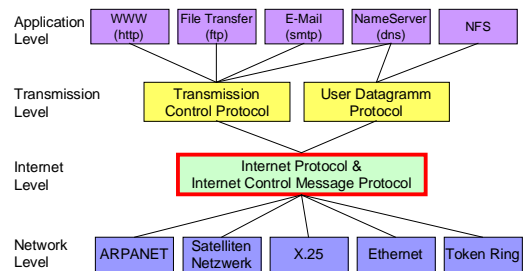 Application
Level
WWW
(http)
File Transfer
(ftp)
E-Mail
(smtp)
NameServer
(dns)
NFS
Transmission
Level
Transmission
Control Protocol
User Datagramm
Protocol
Internet
Level
Internet Protocol &
Internet Control Message Protocol
Network
Level
ARPANET
Satelliten
Netzwerk
X.25
Ethernet
Token Ring